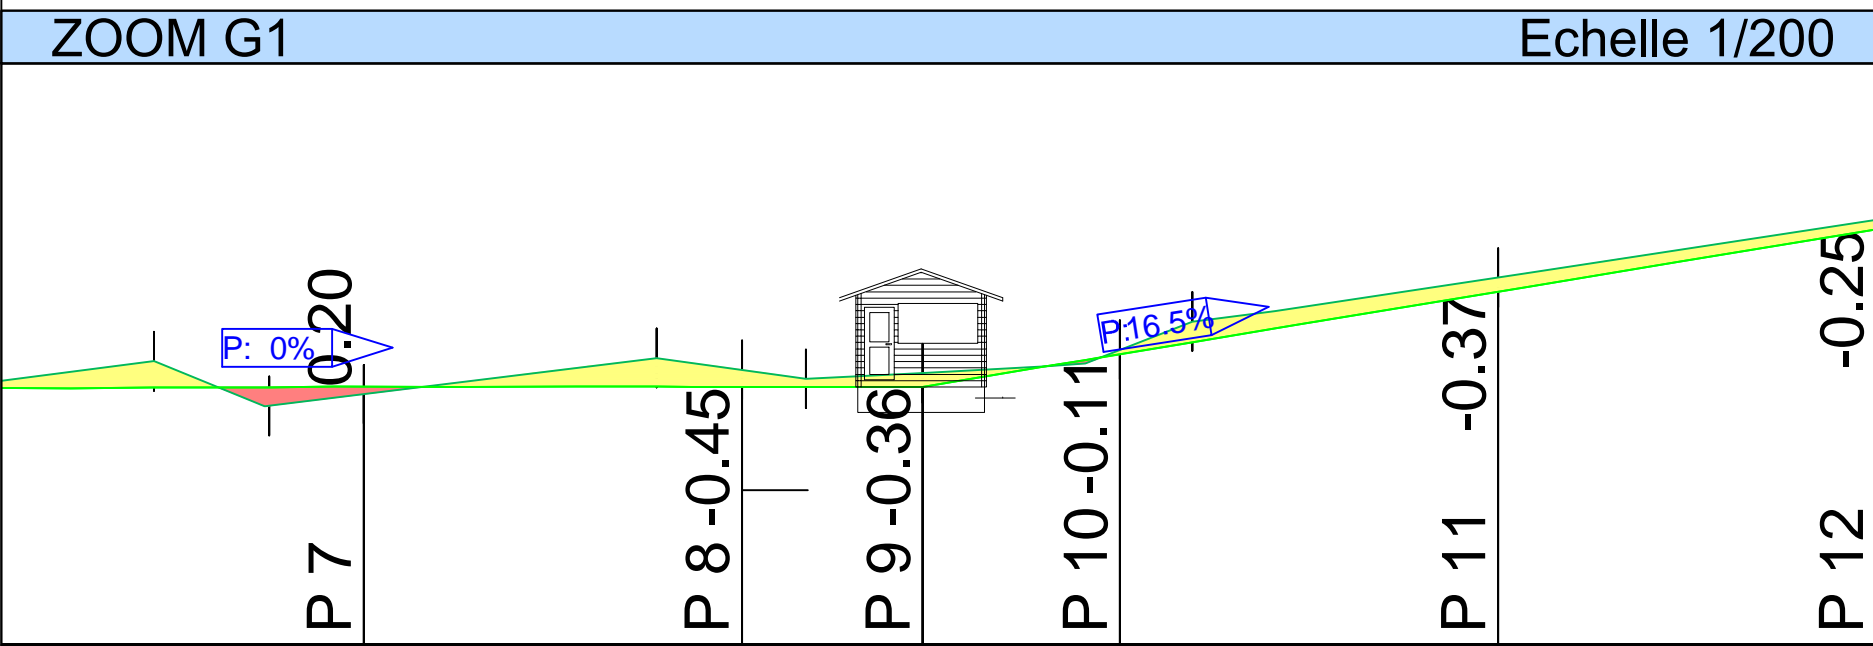 ZOOM G1
Echelle 1/200
P: 0%
P:16.5%
P 7 0.20
P 8 -0.45
P 9 -0.36
P 10 -0.11
P 11 -0.37
P 12 -0.25